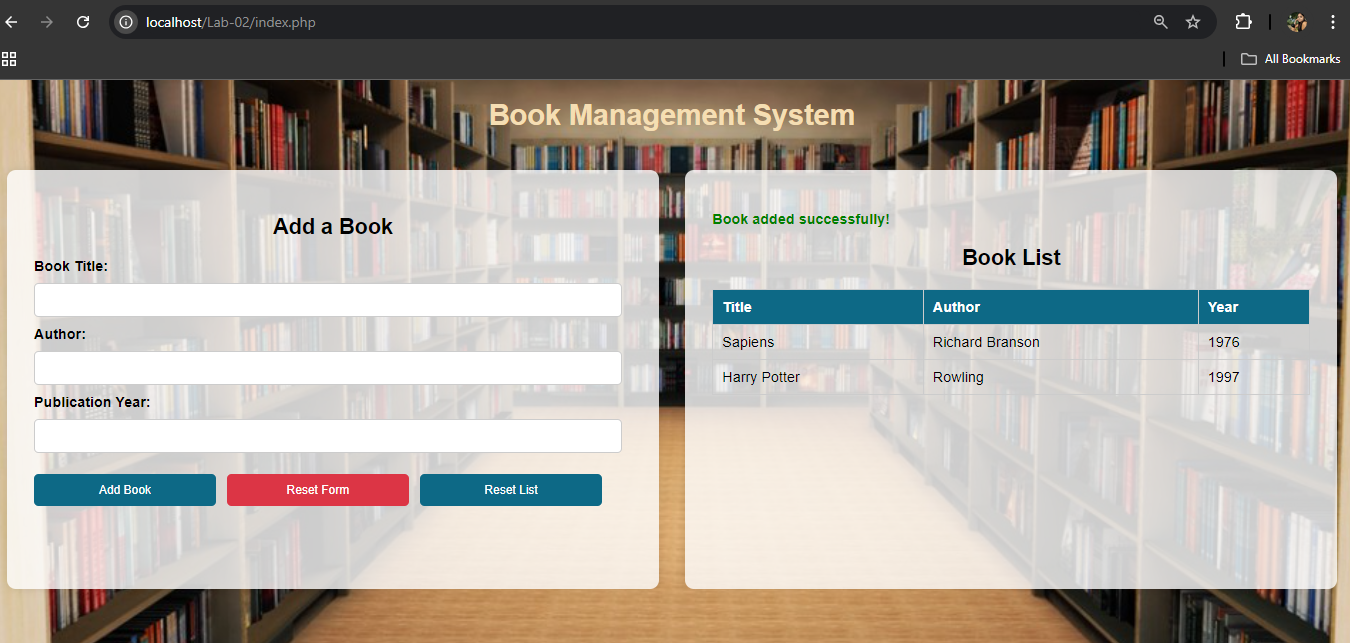 localhost/Lab-02/index.php
All Bookmarks
Book Management System
Add a Book
Book Title:
Author:
Publication Year:
Add Book
Reset Form
Reset List
Book added successfully!
Book List
Title Author Year
Sapiens Richard Branson 1976
Harry Potter Rowling 1997